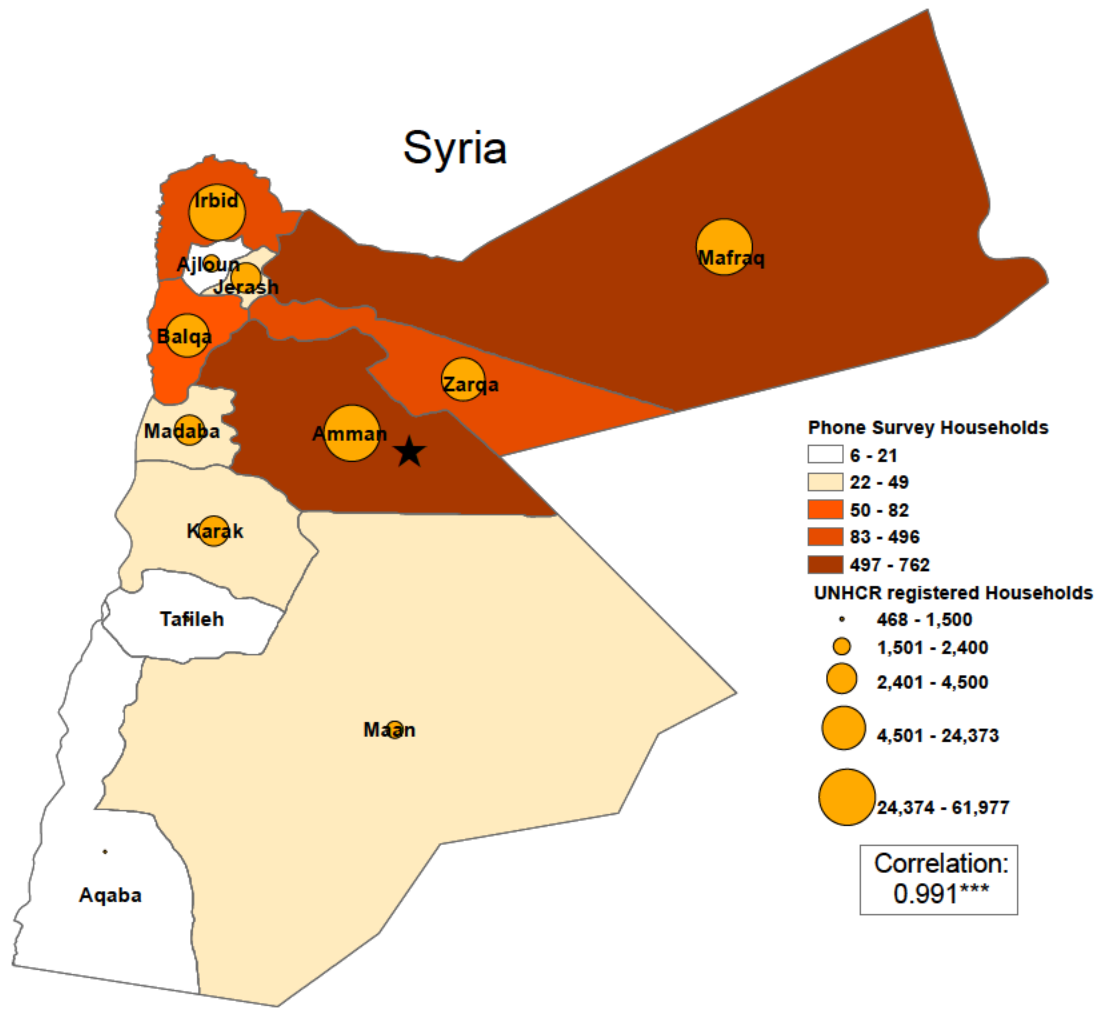 Syria
Irbid
Ajloun
Jerash
Mafraq
Balqa
Zarqa
Madaba
Amman
Karak
Tafileh
Maan
Aqaba
Phone Survey Households
6 - 21
22 - 49
50 - 82
83 - 496
497 - 762
UNHCR registered Households
468 - 1,500
1,501 - 2,400
2,401 - 4,500
4,501 - 24,373
24,374 - 61,977
Correlation:
0.991***